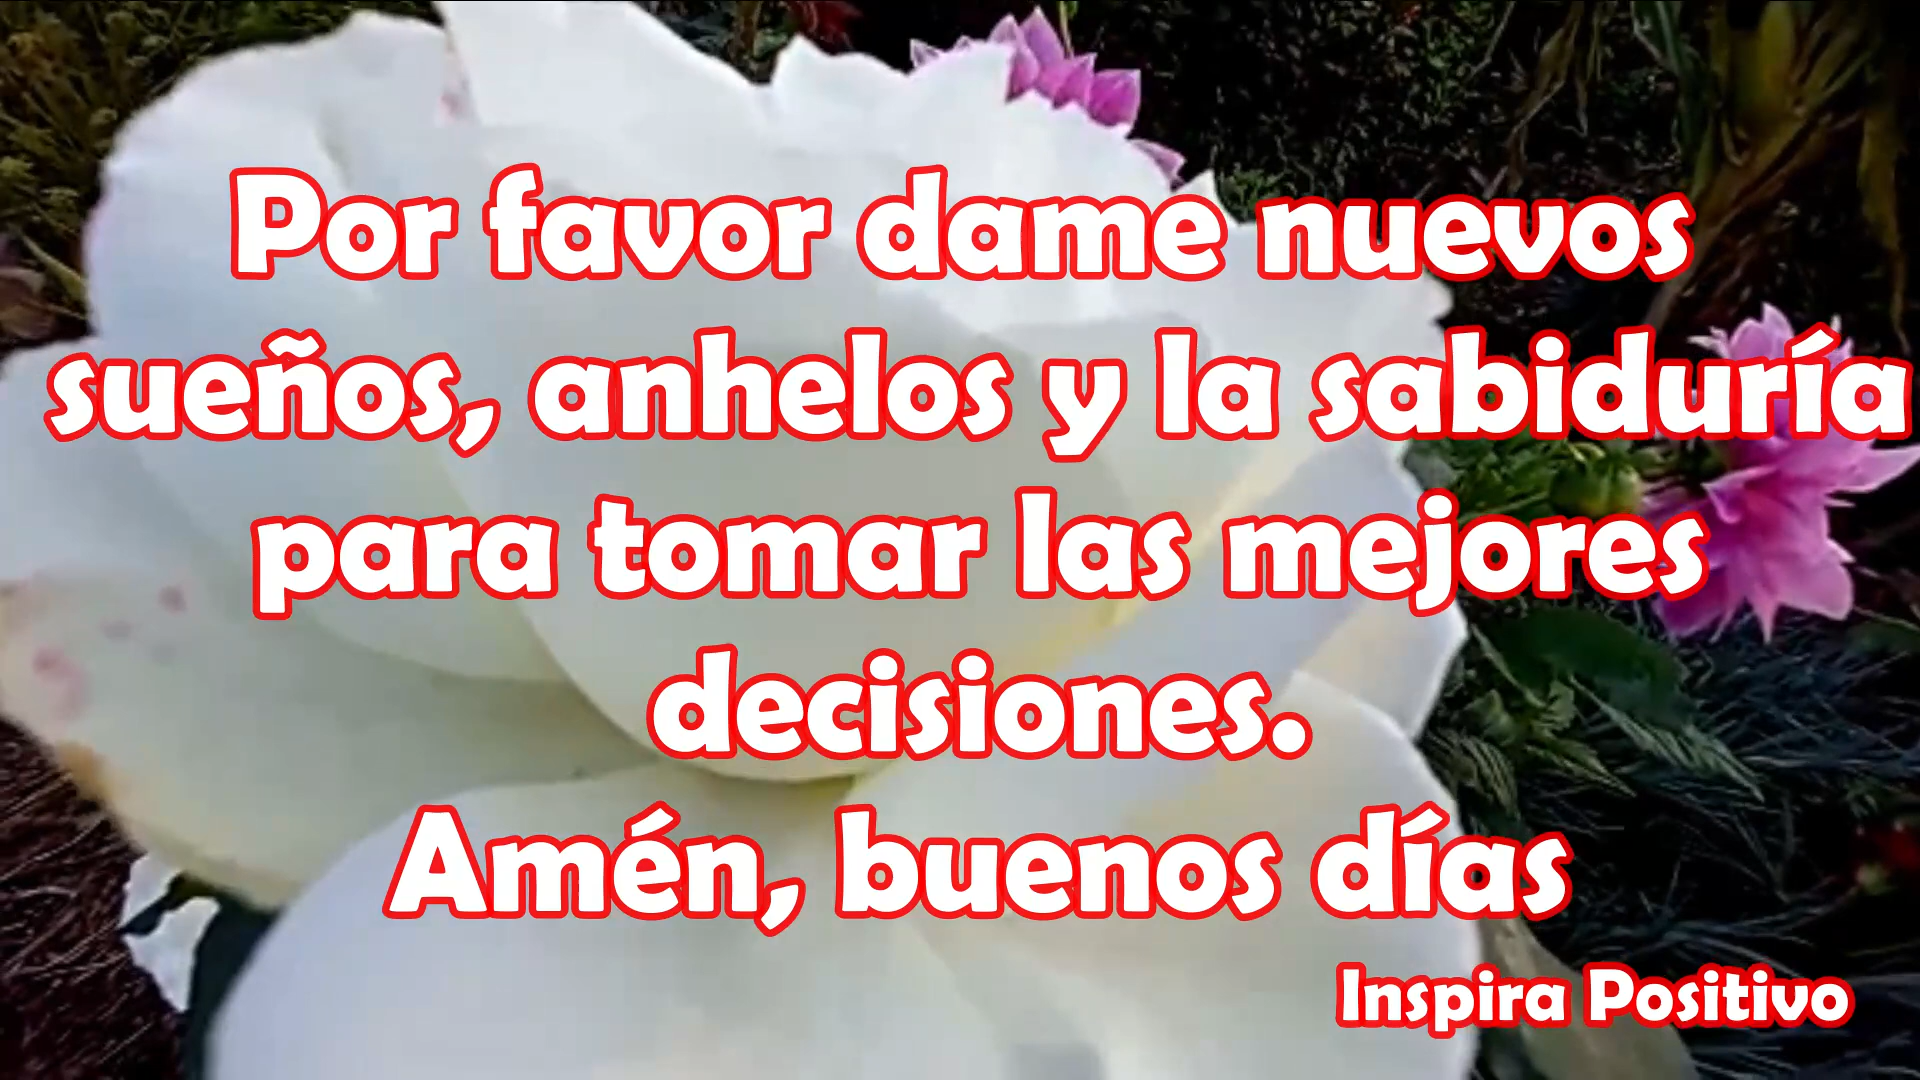 Por favor dame nuevos
sueños, anhelos y la sabiduría
para tomar las mejores
decisiones.
Amén, buenos días
Inspira Positivo